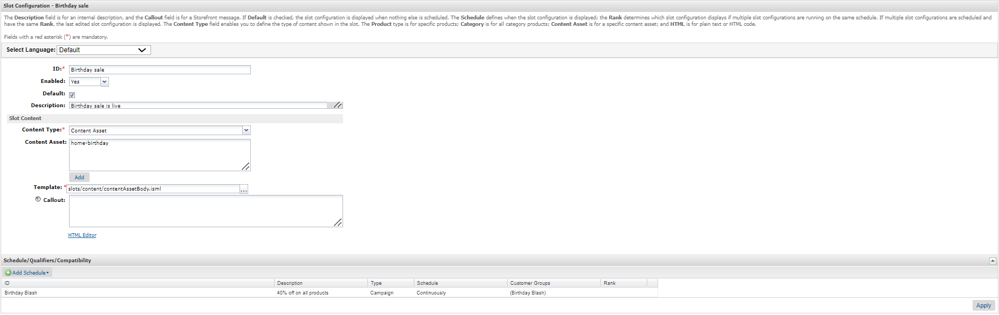 Slot Configuration - Birthday sale
The Description field is for an internal description, and the Callout field is for a Storefront message. If Default is checked, the slot configuration is displayed when nothing else is scheduled. The Schedule defines when the slot configuration is displayed; the Rank determines which slot configuration displays if multiple slot configurations are running on the same schedule. If multiple slot configurations are scheduled and
have the same Rank, the last edited slot configuration is displayed. The Content Type field enables you to define the type of content shown in the slot. The Product type is for specific products; Category is for all category products; Content Asset is for a specific content asset; and HTML is for plain text or HTML code.
Fields with a red asterisk (*) are mandatory.
Select Language: Default
ID:* Birthday sale
Enabled: Yes
Default:
Description: Birthday sale is live
Slot Content
Content Type:* Content Asset
Content Asset: home-birthday
Add
Template: * slots/content/contentAssetBody.isml ...
Callout:
HTML Editor
Schedule/Qualifiers/Compatibility
Add Schedule
ID Description Type Schedule Customer Groups Rank
Birthday Blash 40% off on all products Campaign Continuously (Birthday Blash)
Apply